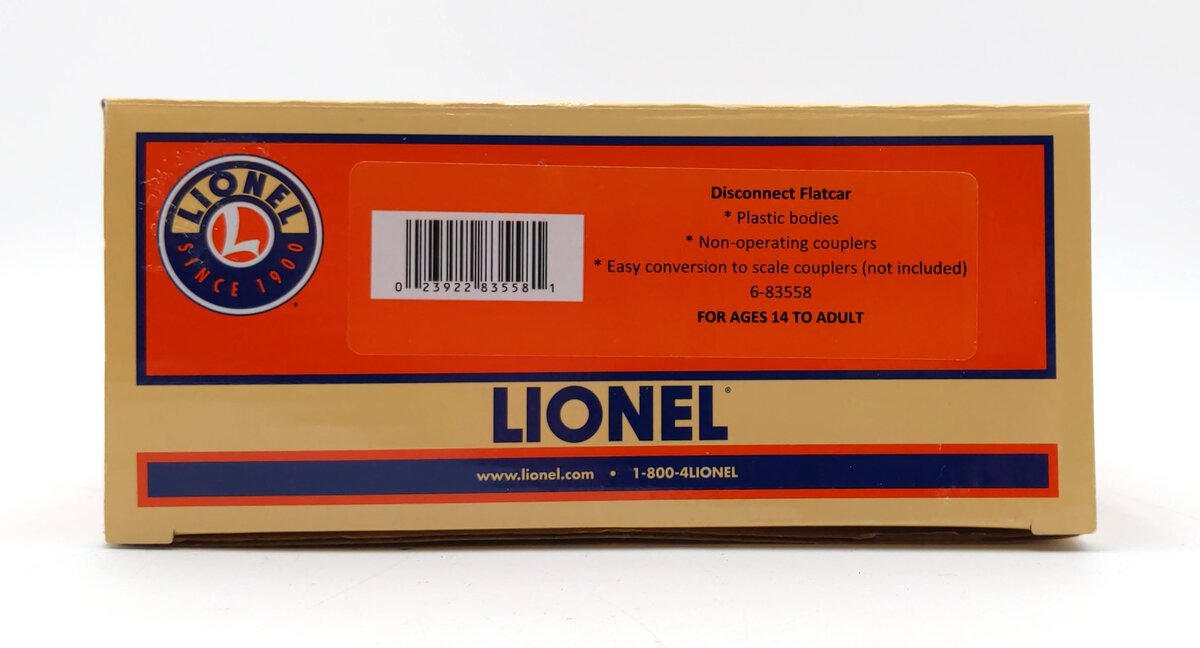 LIONEL
L
SINCE 1900
®
0 23922 83558 1
Disconnect Flatcar
* Plastic bodies
* Non-operating couplers
* Easy conversion to scale couplers (not included)
6-83558
FOR AGES 14 TO ADULT
LIONEL®
www.lionel.com • 1-800-4LIONEL